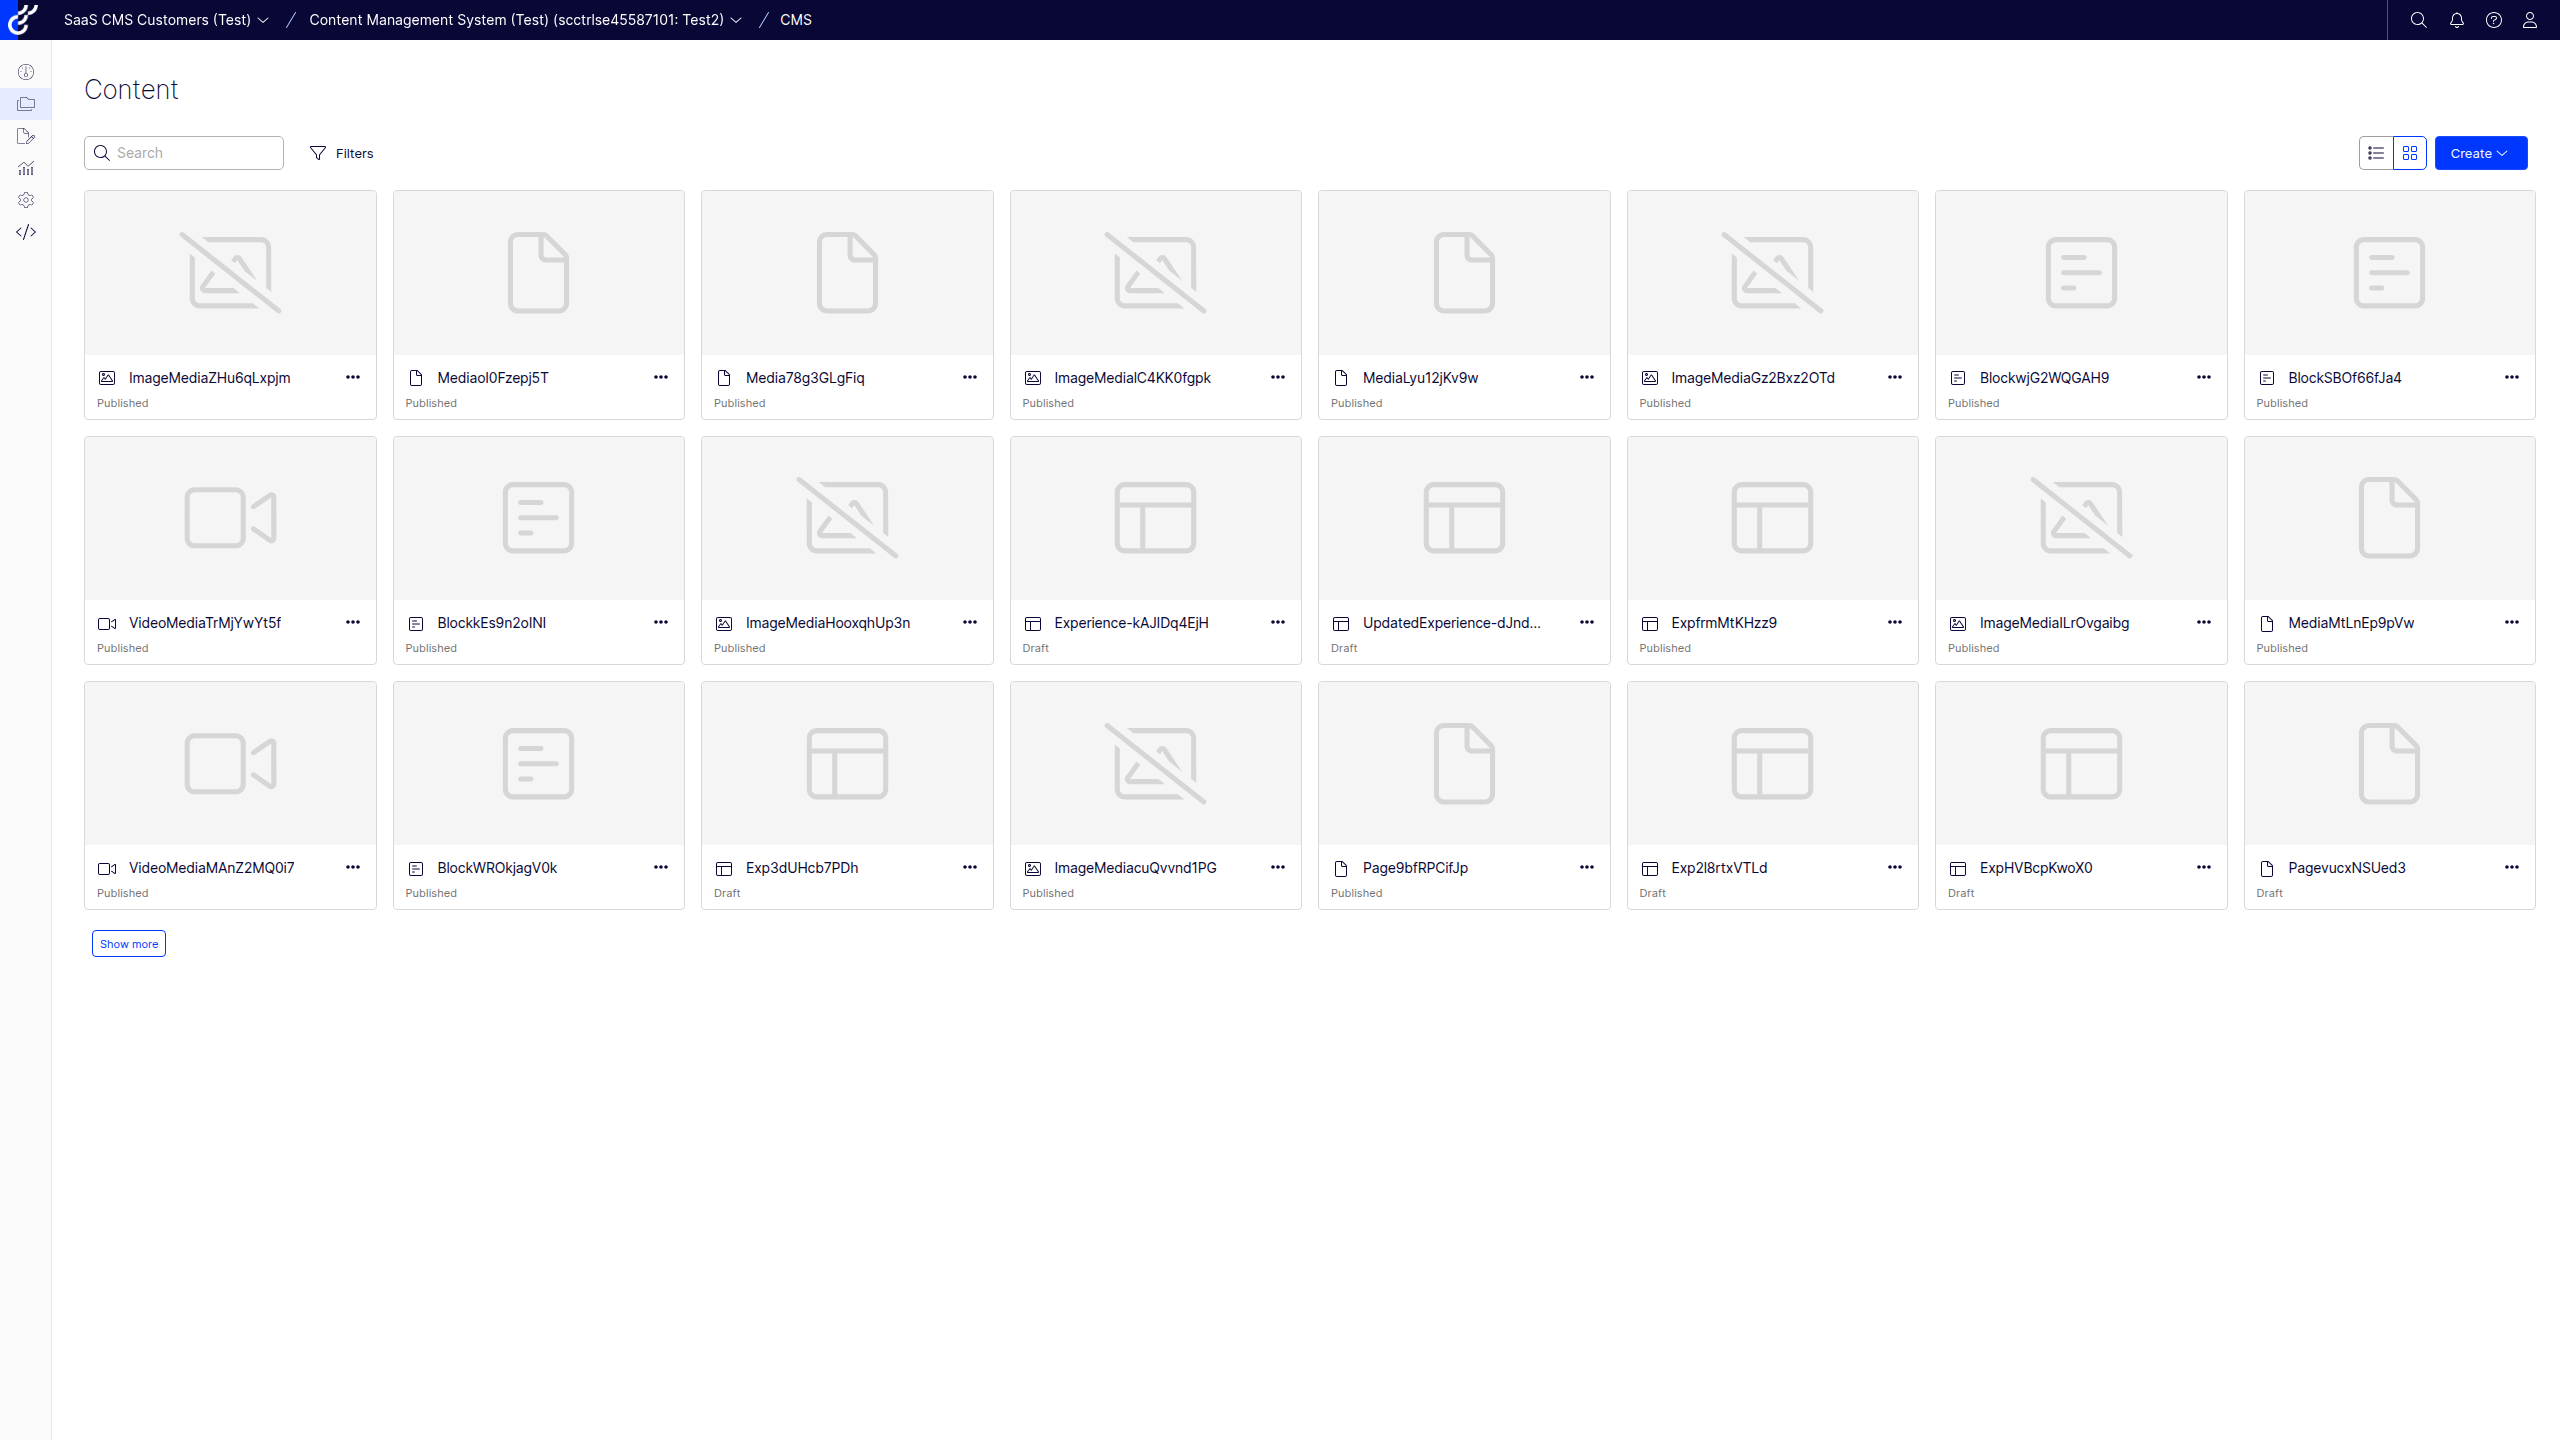 SaaS CMS Customers (Test) / Content Management System (Test) (scctrlse45587101: Test2) / CMS
Content
Search Filters Create
ImageMediaZHu6qLxpjm Mediaol0Fzepj5T Media78g3GLgFiq ImageMediaIC4KK0fgpk MediaLyu12jKv9w ImageMediaGz2Bxz2OTd BlockwjG2WQGAH9 BlockSBOf66fJa4
Published Published Published Published Published Published Published Published
VideoMediaTrMjYwYt5f BlockkEs9n2oINI ImageMediaHooxqhUp3n Experience-kAJIDq4EjH UpdatedExperience-dJnd... ExpfrmMtKHzz9 ImageMediaILrOvgaibg MediaMtLnEp9pVw
Published Published Published Draft Draft Published Published Published
VideoMediaMAnZ2MQ0i7 BlockWROkjagV0k Exp3dUHcb7PDh ImageMediacuQvvnd1PG Page9bfRPCifJp Exp2I8rtxVTLd ExpHVBcpKwoX0 PagevucxNSUed3
Published Published Draft Published Published Draft Draft Draft
Show more